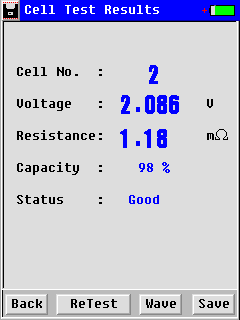 Cell Test Results
Cell No. : 2
Voltage : 2.086 V
Resistance: 1.18 mΩ
Capacity : 98 %
Status : Good
Back ReTest Wave Save